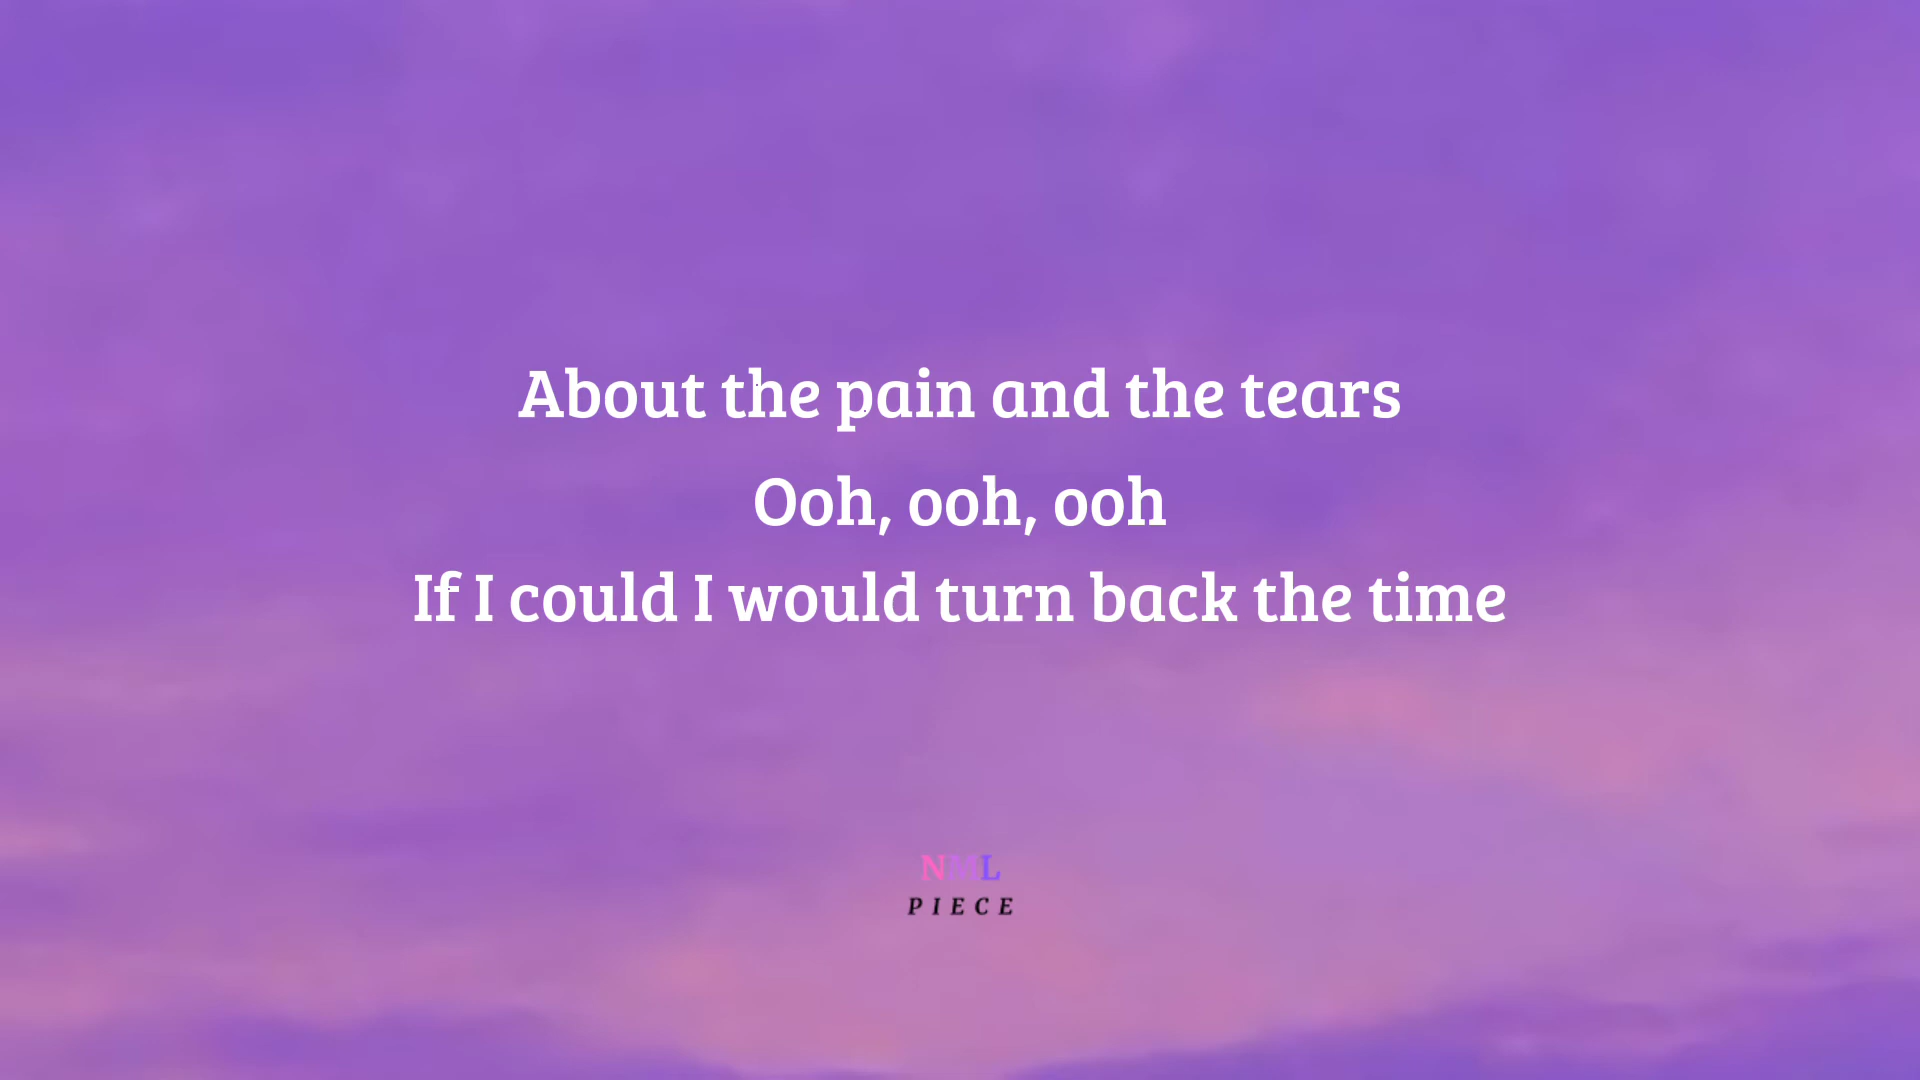 About the pain and the tears
Ooh, ooh, ooh
If I could I would turn back the time
NML
PIECE